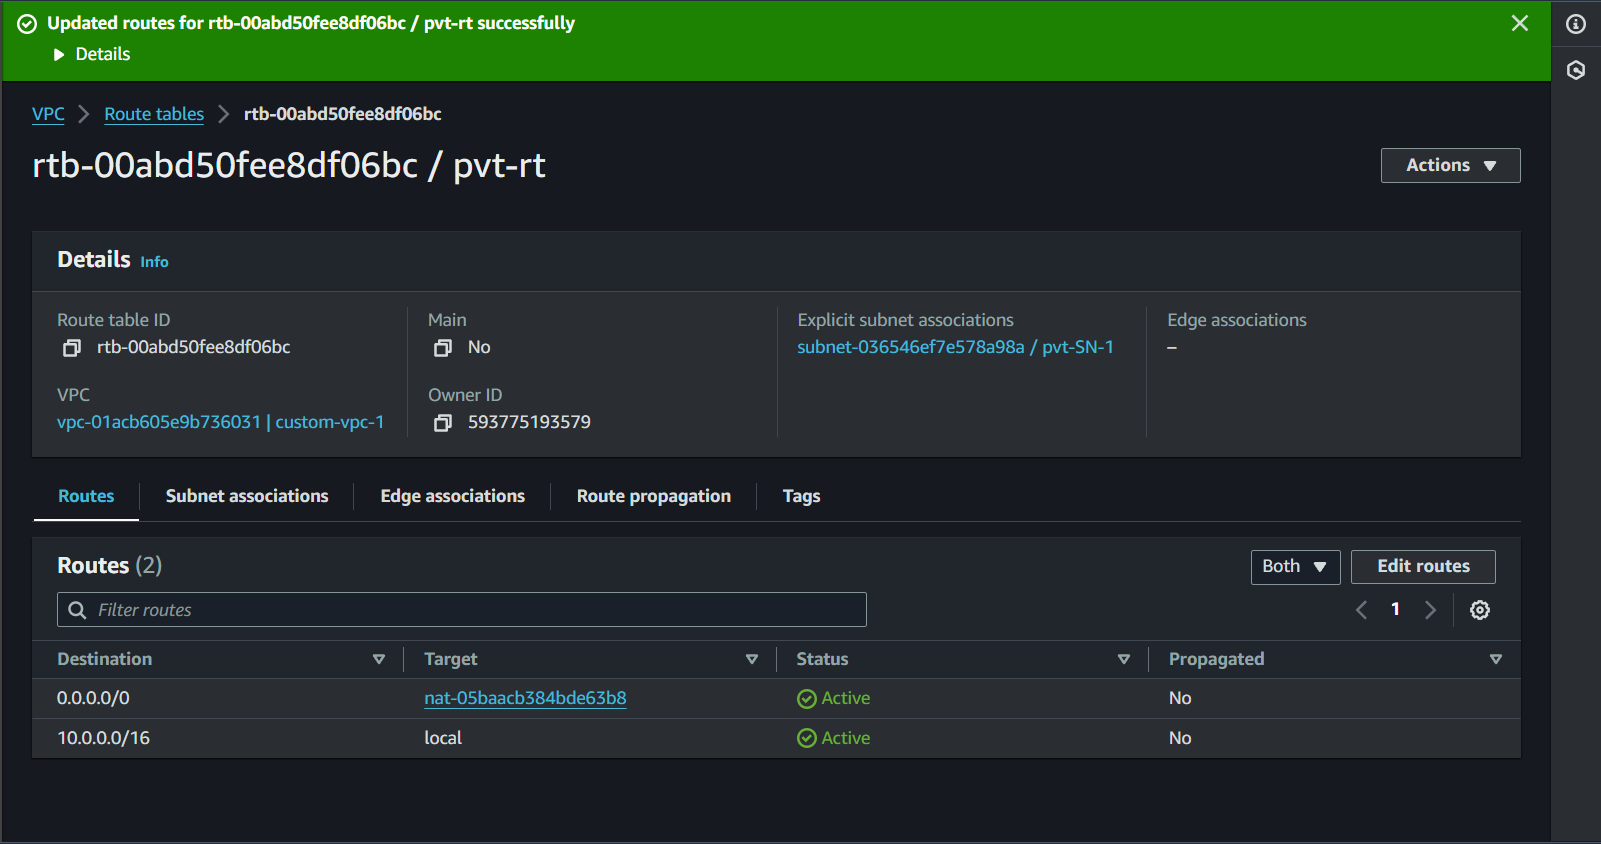 Updated routes for rtb-00abd50fee8df06bc / pvt-rt successfully
Details
VPC Route tables rtb-00abd50fee8df06bc
rtb-00abd50fee8df06bc / pvt-rt
Actions
Details Info
Route table ID
rtb-00abd50fee8df06bc
Main
No
Explicit subnet associations
subnet-036546ef7e578a98a / pvt-SN-1
Edge associations
–
VPC
vpc-01acb605e9b736031 | custom-vpc-1
Owner ID
593775193579
Routes Subnet associations Edge associations Route propagation Tags
Routes (2)
Both
Edit routes
Filter routes
1
Destination Target Status Propagated
0.0.0.0/0 nat-05baacb384bde63b8 Active No
10.0.0.0/16 local Active No